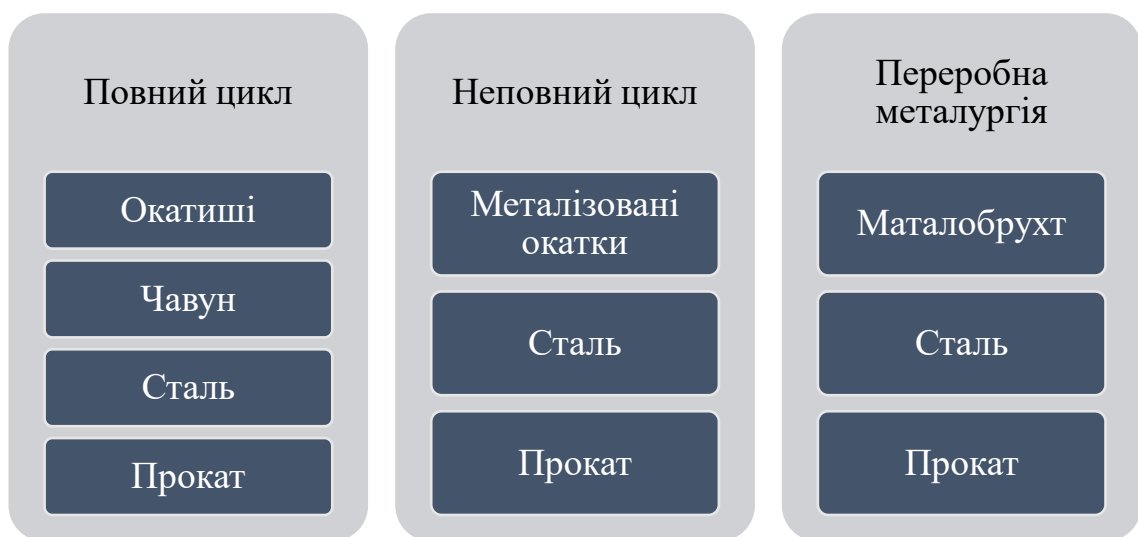 Повний цикл
Окатиші
Чавун
Сталь
Прокат
Неповний цикл
Металізовані
окатки
Сталь
Прокат
Переробна
металургія
Маталобрухт
Сталь
Прокат